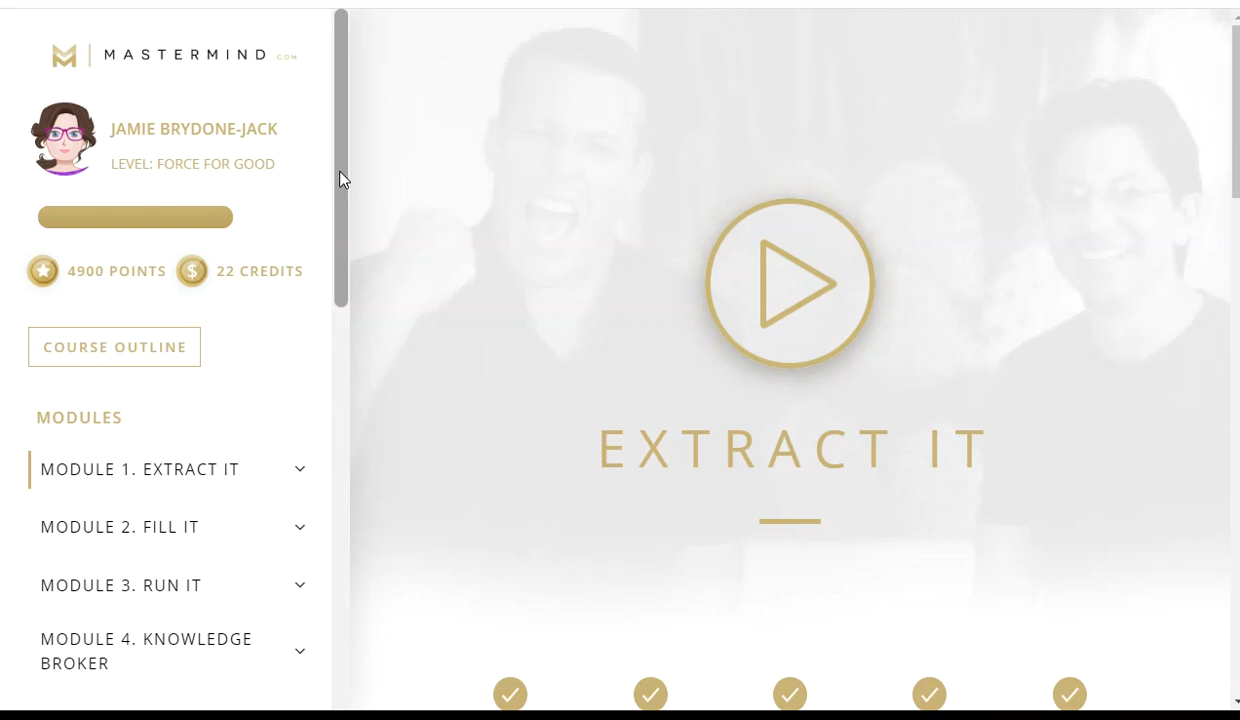 MASTERMIND .COM
JAMIE BRYDONE-JACK
LEVEL: FORCE FOR GOOD
4900 POINTS
$
22 CREDITS
COURSE OUTLINE
MODULES
MODULE 1. EXTRACT IT
MODULE 2. FILL IT
MODULE 3. RUN IT
MODULE 4. KNOWLEDGE
BROKER
EXTRACT IT